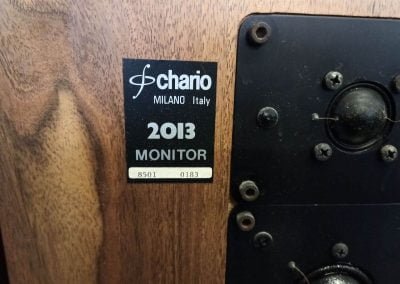 chario
MILANO Italy
2013
MONITOR
8501 0183